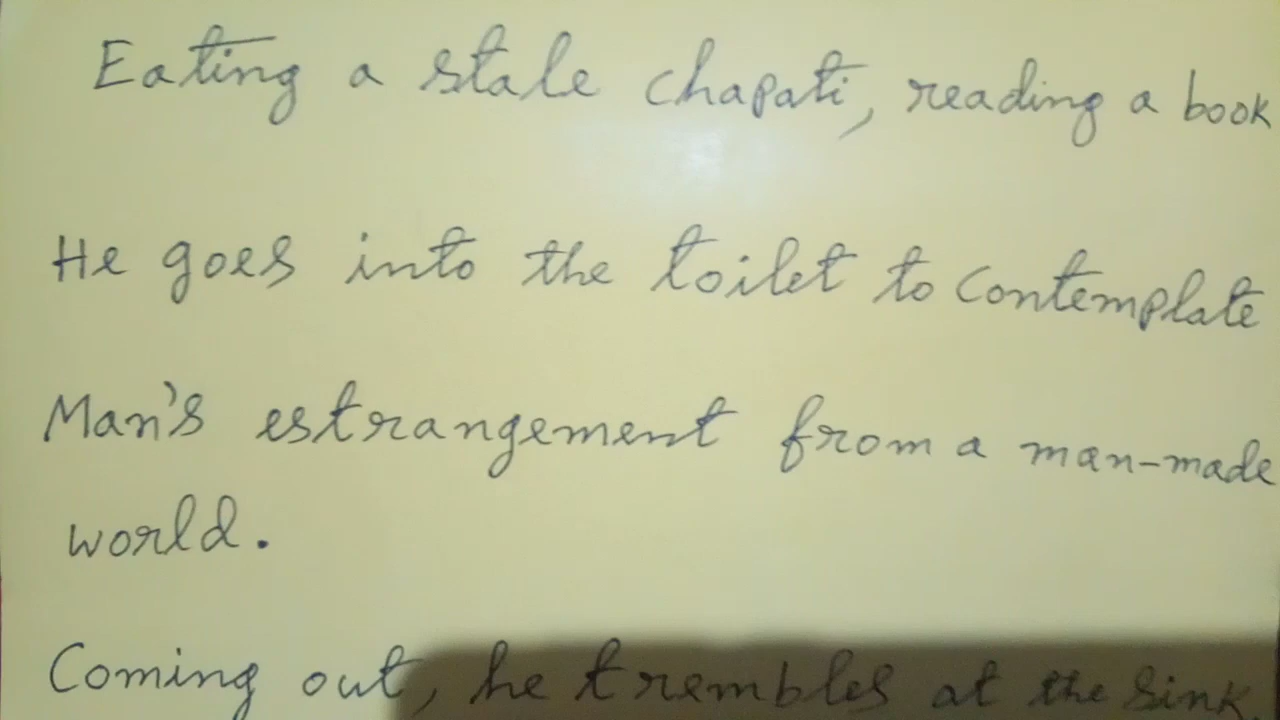 Eating a stale chapati, reading a book
He goes into the toilet to contemplate
Man's estrangement from a man-made
world.
Coming out, he trembles at the sink,